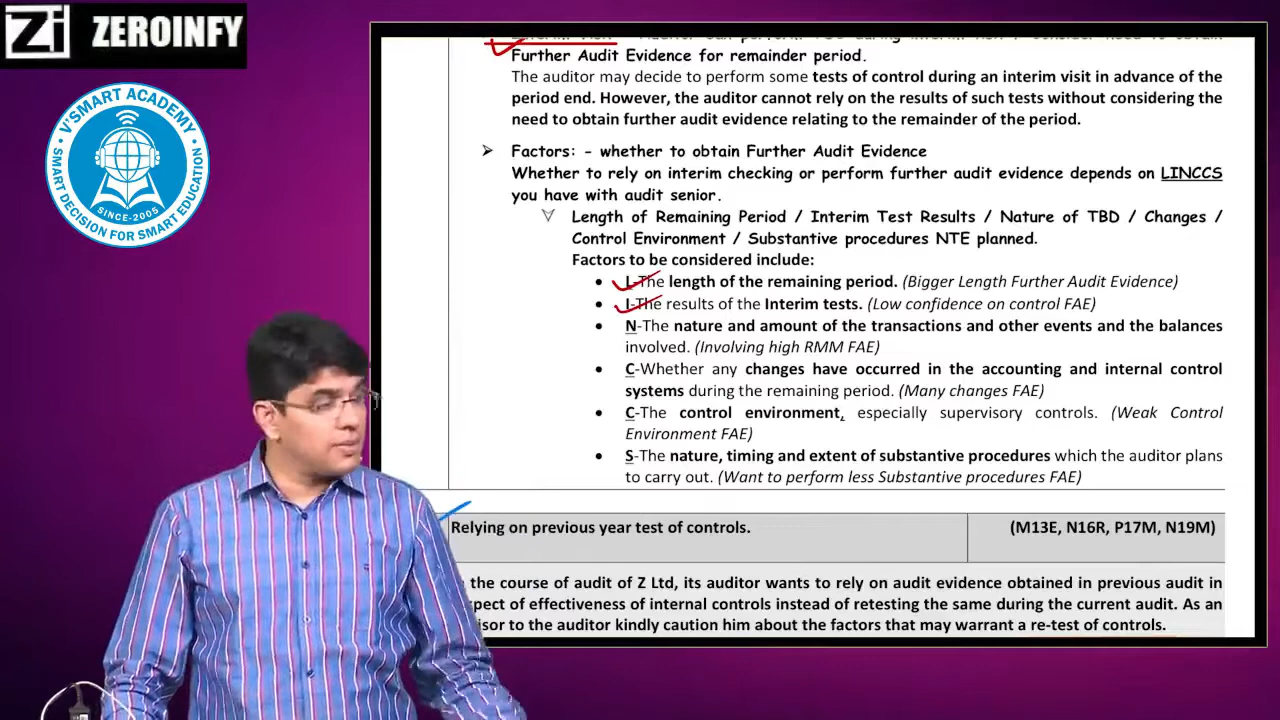 Zi ZEROINFY
V'SMART ACADEMY
SMART DECISION FOR SMART EDUCATION
SINCE-2005
Further Audit Evidence for remainder period.
The auditor may decide to perform some tests of control during an interim visit in advance of the
period end. However, the auditor cannot rely on the results of such tests without considering the
need to obtain further audit evidence relating to the remainder of the period.
Factors: - whether to obtain Further Audit Evidence
Whether to rely on interim checking or perform further audit evidence depends on LINCCS
you have with audit senior.
Length of Remaining Period / Interim Test Results / Nature of TBD / Changes /
Control Environment / Substantive procedures NTE planned.
Factors to be considered include:
• L-The length of the remaining period. (Bigger Length Further Audit Evidence)
• I-The results of the Interim tests. (Low confidence on control FAE)
• N-The nature and amount of the transactions and other events and the balances
involved. (Involving high RMM FAE)
• C-Whether any changes have occurred in the accounting and internal control
systems during the remaining period. (Many changes FAE)
• C-The control environment, especially supervisory controls. (Weak Control
Environment FAE)
• S-The nature, timing and extent of substantive procedures which the auditor plans
to carry out. (Want to perform less Substantive procedures FAE)
Relying on previous year test of controls. (M13E, N16R, P17M, N19M)
the course of audit of Z Ltd, its auditor wants to rely on audit evidence obtained in previous audit in
of effectiveness of internal controls instead of retesting the same during the current audit. As an
to the auditor kindly caution him about the factors that may warrant a re-test of controls.